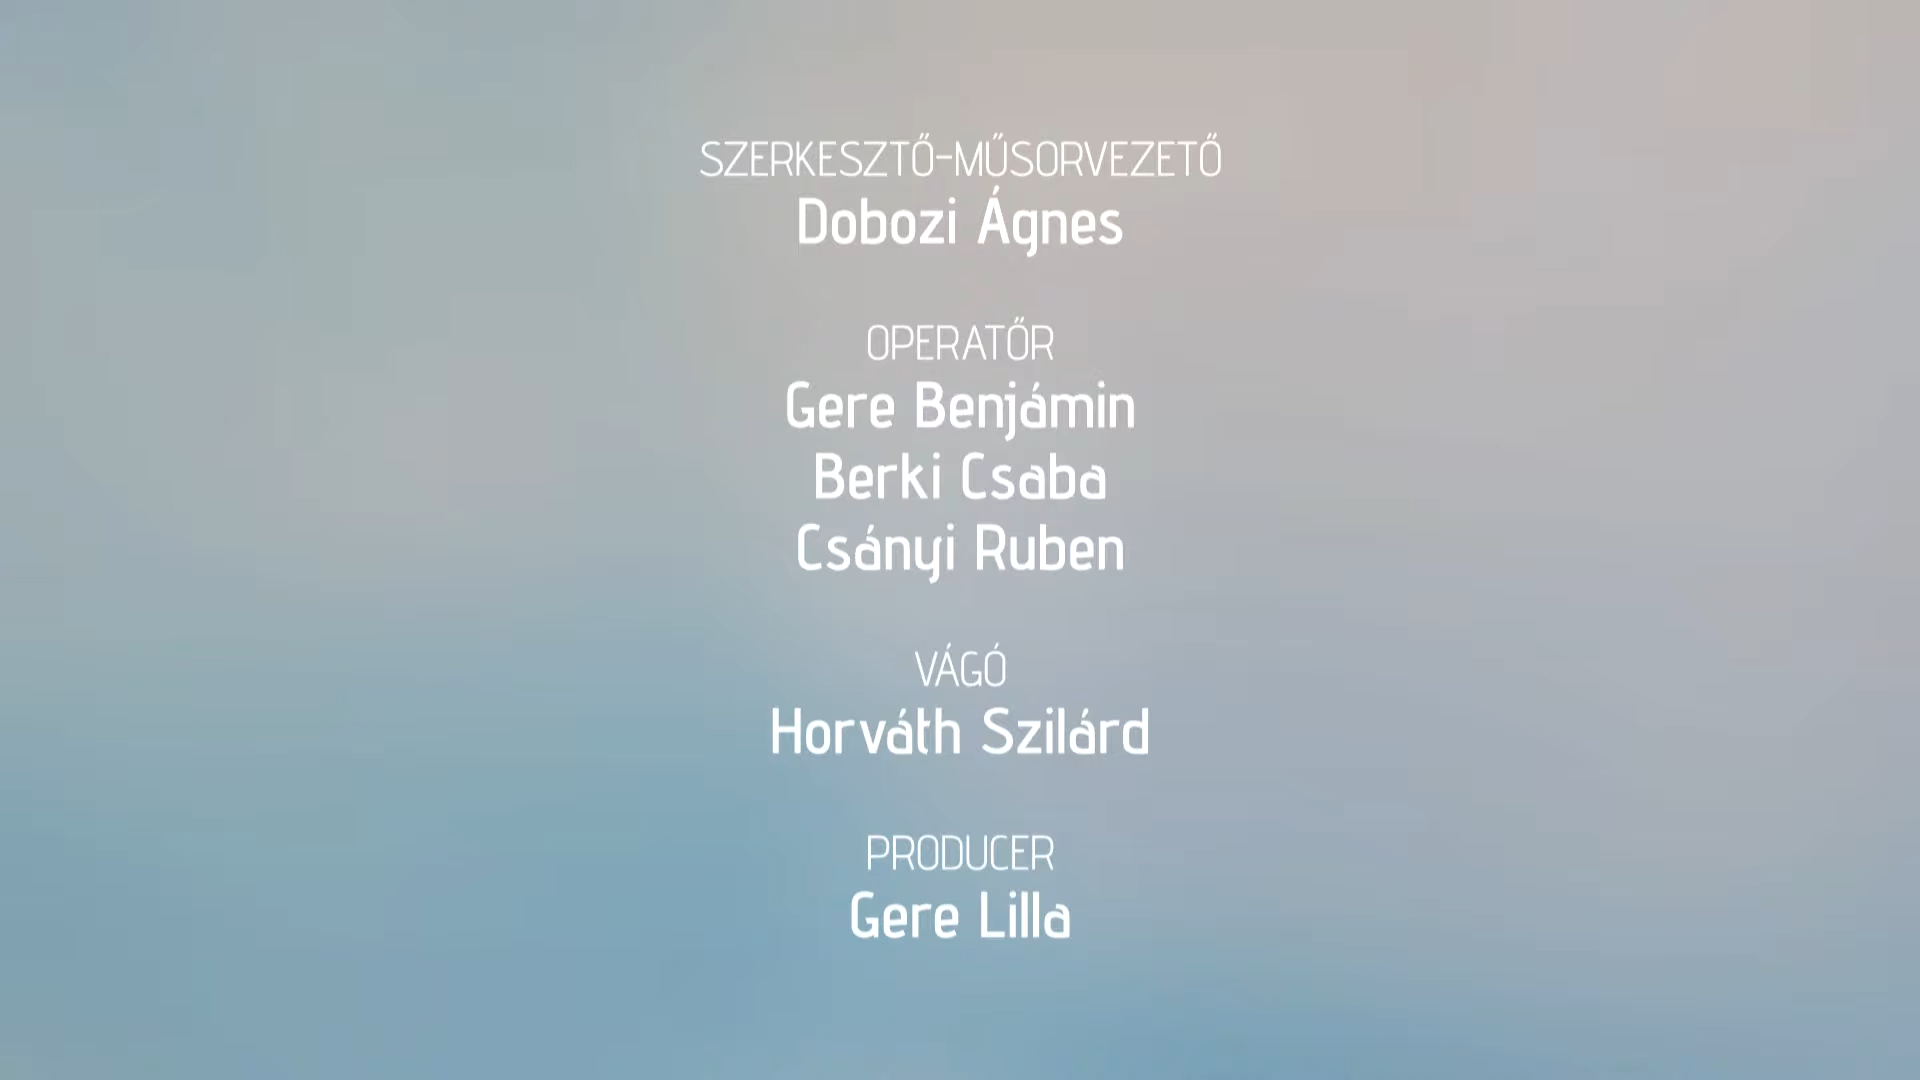 SZERKESZTŐ-MŰSORVEZETŐ
Dobozi Ágnes
OPERATŐR
Gere Benjámin
Berki Csaba
Csányi Ruben
VÁGÓ
Horváth Szilárd
PRODUCER
Gere Lilla